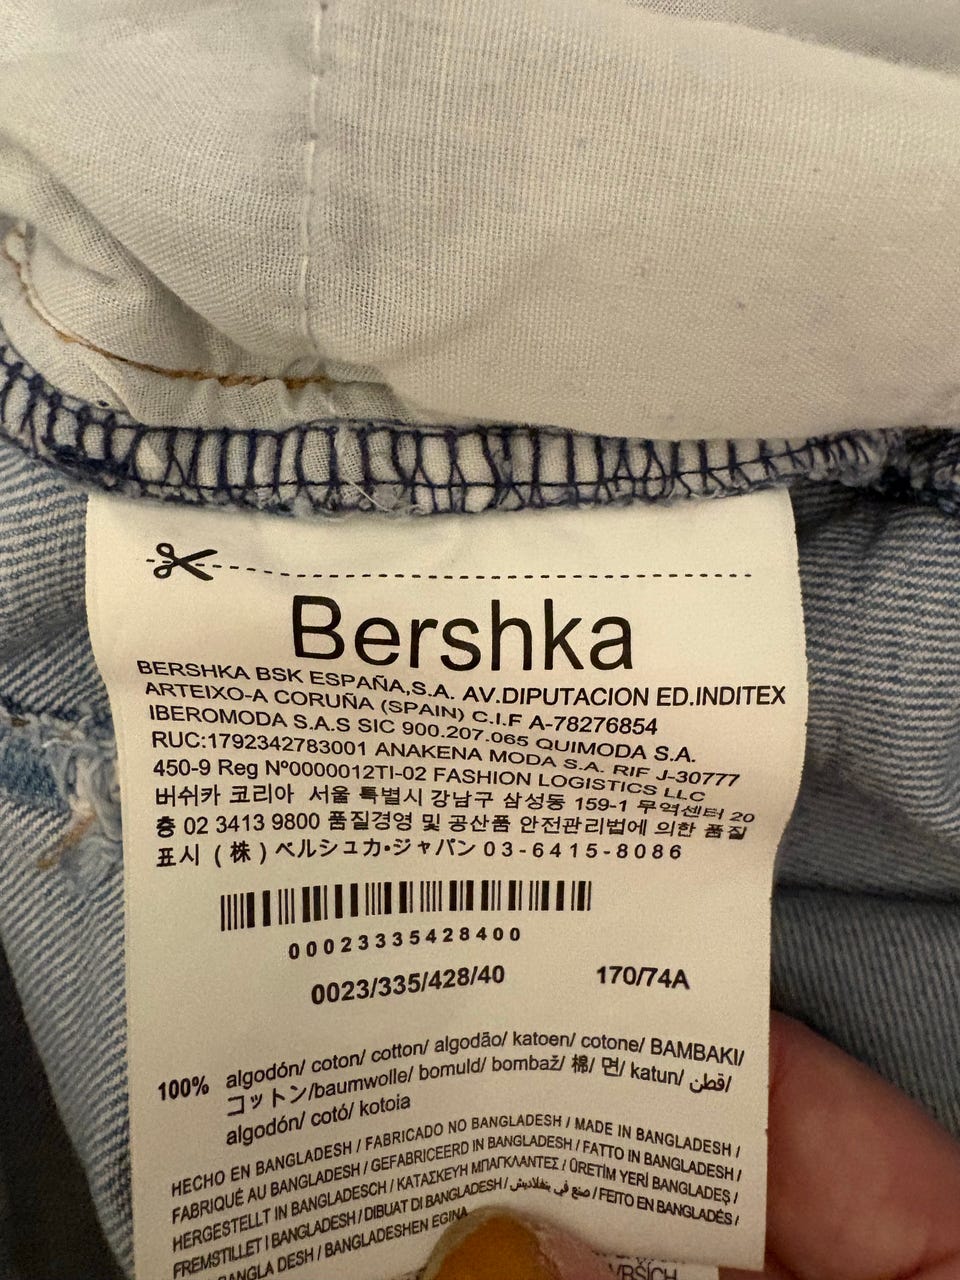 Bershka
BERSHKA BSK ESPAÑA,S.A. AV.DIPUTACION ED.INDITEX
ARTEIXO-A CORUÑA (SPAIN) C.I.F A-78276854
IBEROMODA S.A.S SIC 900.207.065 QUIMODA S.A.
RUC:1792342783001 ANAKENA MODA S.A. RIF J-30777
450-9 Reg Nº0000012TI-02 FASHION LOGISTICS LLC
버쉬카 코리아 서울 특별시 강남구 삼성동 159-1 무역센터 20
층 02 3413 9800 품질경영 및 공산품 안전관리법에 의한 품질
표시 (株)ベルシュカ•ジャパン 03-6415-8086
00023335428400
0023/335/428/40 170/74A
100% algodón/ coton/ cotton/ algodão/ katoen/ cotone/ BAMBAKI/
コットン/baumwolle/ bomuld/ bombaž/ 棉/ 면/ katun/ قطن/
algodón/ cotó/ kotoia
HECHO EN BANGLADESH / FABRICADO NO BANGLADESH / MADE IN BANGLADESH /
FABRIQUÉ AU BANGLADESH / GEFABRICEERD IN BANGLADESH / FATTO IN BANGLADESH /
HERGESTELLT IN BANGLADESCH / ΚΑΤΑΣΚΕΥΗ ΜΠΑΓΚΛΑΝΤΕΣ / ÜRETİM YERİ BANGLADEŞ /
FREMSTILLET I BANGLADESH / DIBUAT DI BANGLADESH / صنع في بنغلاديش / FEITO EN BANGLADÉS /
BANGLA DESH / BANGLADESHEN EGINA